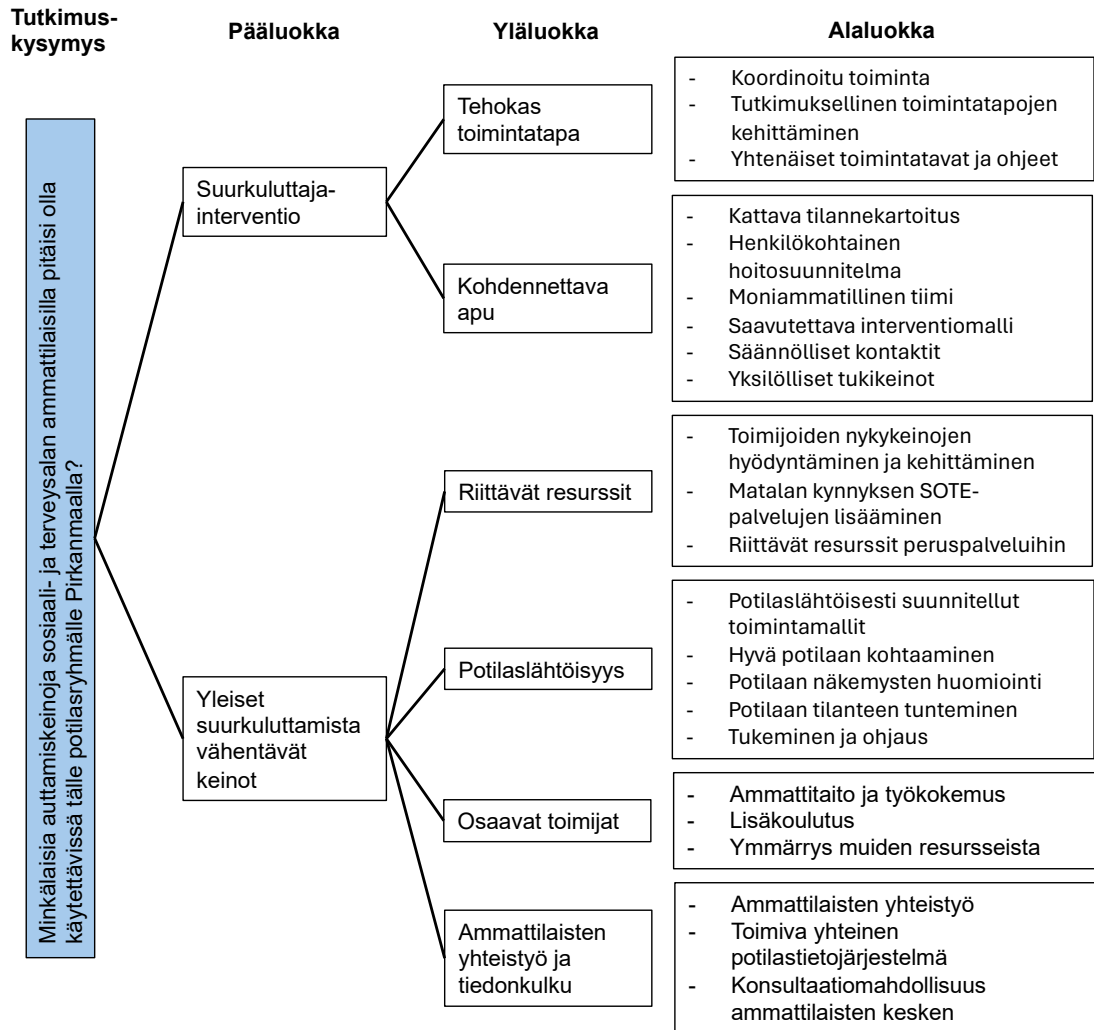 Tutkimus-
kysymys
Pääluokka
Yläluokka
Alaluokka
Minkälaisia auttamiskeinoja sosiaali- ja terveysalan ammattilaisilla pitäisi olla
käytettävissä tälle potilasryhmälle Pirkanmaalla?
Suurkuluttaja-
interventio
Tehokas
toimintatapa
- Koordinoitu toiminta
- Tutkimuksellinen toimintatapojen
kehittäminen
- Yhtenäiset toimintatavat ja ohjeet
Kohdennettava
apu
- Kattava tilannekartoitus
- Henkilökohtainen
hoitosuunnitelma
- Moniammatillinen tiimi
- Saavutettava interventiomalli
- Säännölliset kontaktit
- Yksilölliset tukikeinot
Yleiset
suurkuluttamista
vähentävät
keinot
Riittävät resurssit
- Toimijoiden nykykeinojen
hyödyntäminen ja kehittäminen
- Matalan kynnyksen SOTE-
palvelujen lisääminen
- Riittävät resurssit peruspalveluihin
Potilaslähtöisyys
- Potilaslähtöisesti suunnitellut
toimintamallit
- Hyvä potilaan kohtaaminen
- Potilaan näkemysten huomiointi
- Potilaan tilanteen tunteminen
- Tukeminen ja ohjaus
Osaavat toimijat
- Ammattitaito ja työkokemus
- Lisäkoulutus
- Ymmärrys muiden resursseista
Ammattilaisten
yhteistyö ja
tiedonkulku
- Ammattilaisten yhteistyö
- Toimiva yhteinen
potilastietojärjestelmä
- Konsultaatiomahdollisuus
ammattilaisten kesken